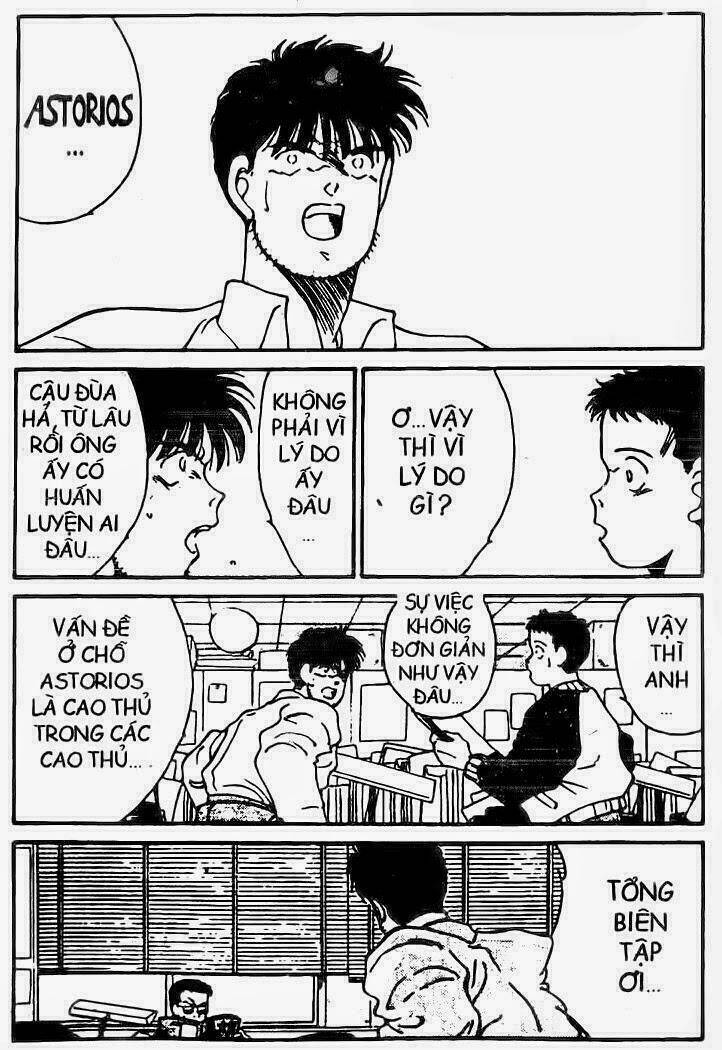 ASTORIOS
...
CẬU ĐÙA
HẢ, TỪ LÂU
RỒI ÔNG
ẤY CÓ
HUẤN
LUYỆN AI
ĐÂU...
KHÔNG
PHẢI VÌ
LÝ DO
ẤY
ĐÂU
...
Ơ...VẬY
THÌ VÌ
LÝ DO
GÌ?
VẤN ĐỀ
Ở CHỖ
ASTORIOS
LÀ CAO THỦ
TRONG CÁC
CAO THỦ...
SỰ VIỆC
KHÔNG
ĐƠN GIẢN
NHƯ VẬY
ĐÂU...
VẬY
THÌ
ANH
...
TỔNG
BIÊN
TẬP
ƠI...